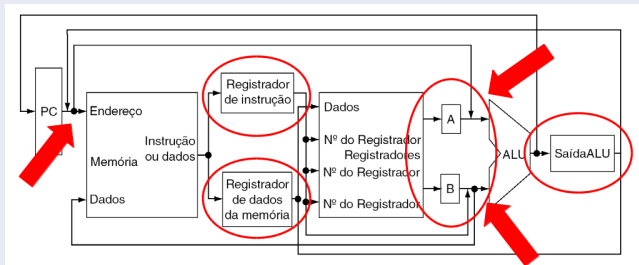 PC
Endereço
Memória
Dados
Instrução
ou dados
Registrador
de instrução
Registrador
de dados
da memória
Dados
Nº do Registrador
Registradores
Nº do Registrador
Nº do Registrador
A
B
ALU
SaídaALU